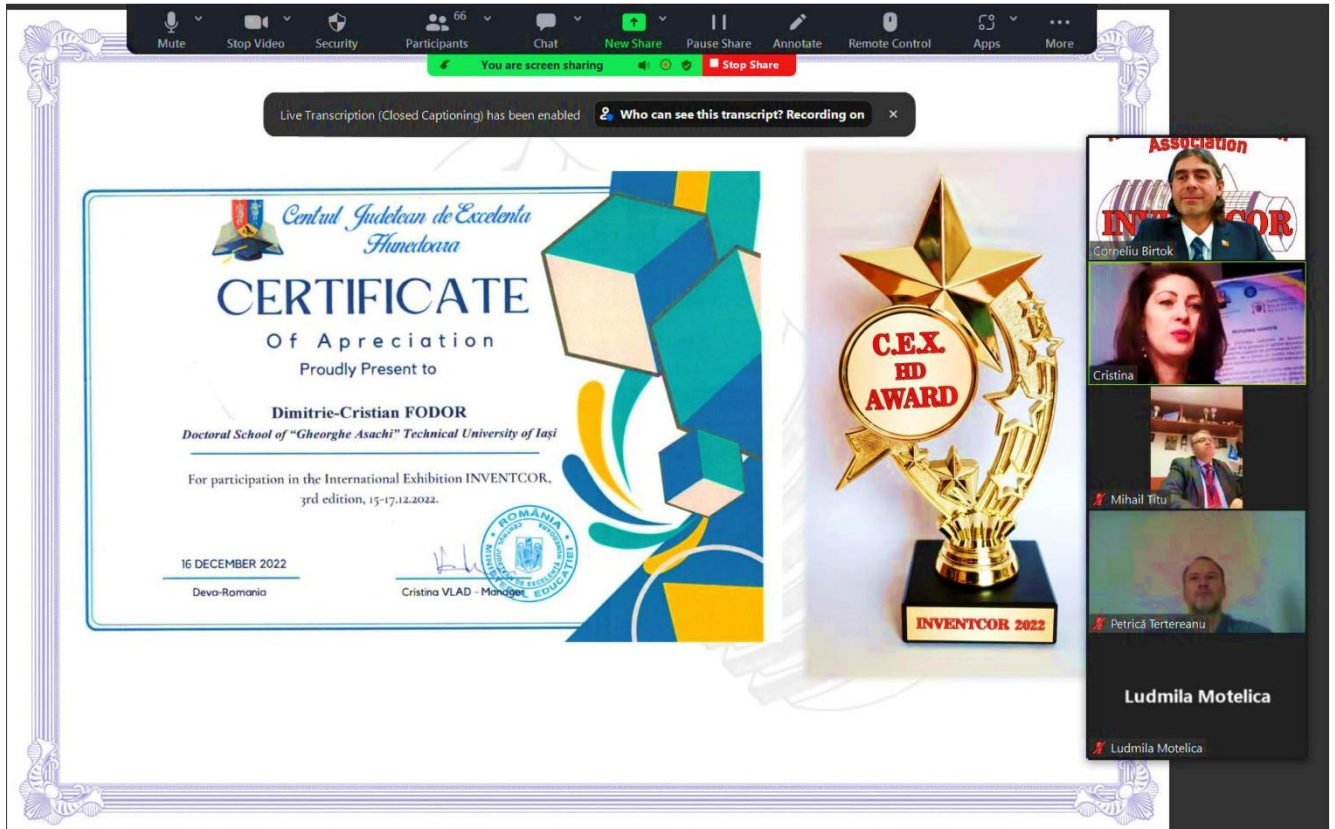 66
Mute
Stop Video
Security
Participants
Chat
New Share
Pause Share
Annotate
Remote Control
Apps
More
You are screen sharing
Stop Share
Live Transcription (Closed Captioning) has been enabled
Who can see this transcript? Recording on
Centrul Județean de Excelența
Hunedoara
CERTIFICATE
Of Apreciation
Proudly Present to
Dimitrie-Cristian FODOR
Doctoral School of "Gheorghe Asachi" Technical University of Iași
For participation in the International Exhibition INVENTCOR,
3rd edition, 15-17.12.2022.
16 DECEMBER 2022
Deva-Romania
Cristina VLAD - Manager
ROMÂNIA
MINISTERUL EDUCAȚIEI
C.E.X.
HD
AWARD
INVENTCOR 2022
Association
Corneliu Birtok
Cristina
Mihail Titu
Petrică Tertereanu
Ludmila Motelica
Ludmila Motelica